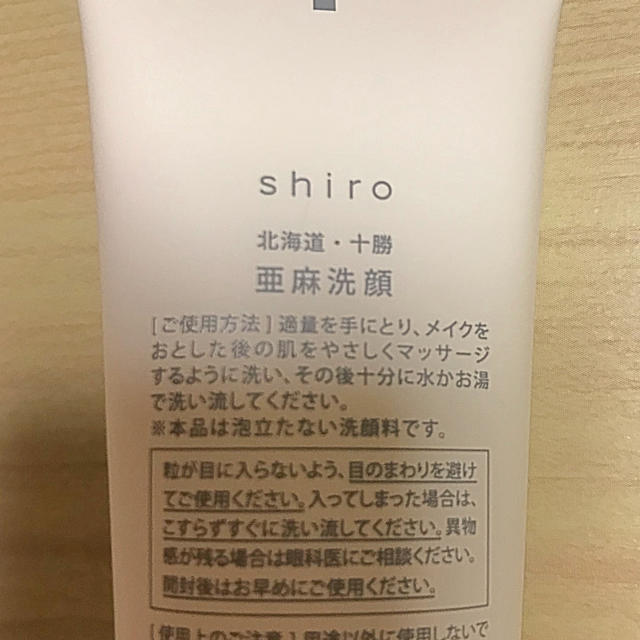 shiro
北海道・十勝
亜麻洗顔
[ご使用方法]適量を手にとり、メイクを
おとした後の肌をやさしくマッサージ
するように洗い、その後十分に水かお湯
で洗い流してください。
※本品は泡立たない洗顔料です。
粒が目に入らないよう、目のまわりを避け
てご使用ください。入ってしまった場合は、
こすらずすぐに洗い流してください。異物
感が残る場合は眼科医にご相談ください。
開封後はお早めにご使用ください。
[使用上のご注意]用途以外に使用しないで